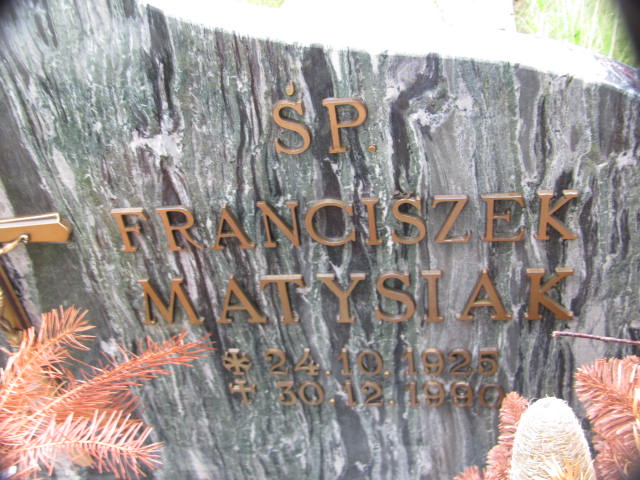 ŚP.
FRANCISZEK
MATYSIAK
* 24.10.1925
✝ 30.12.1990